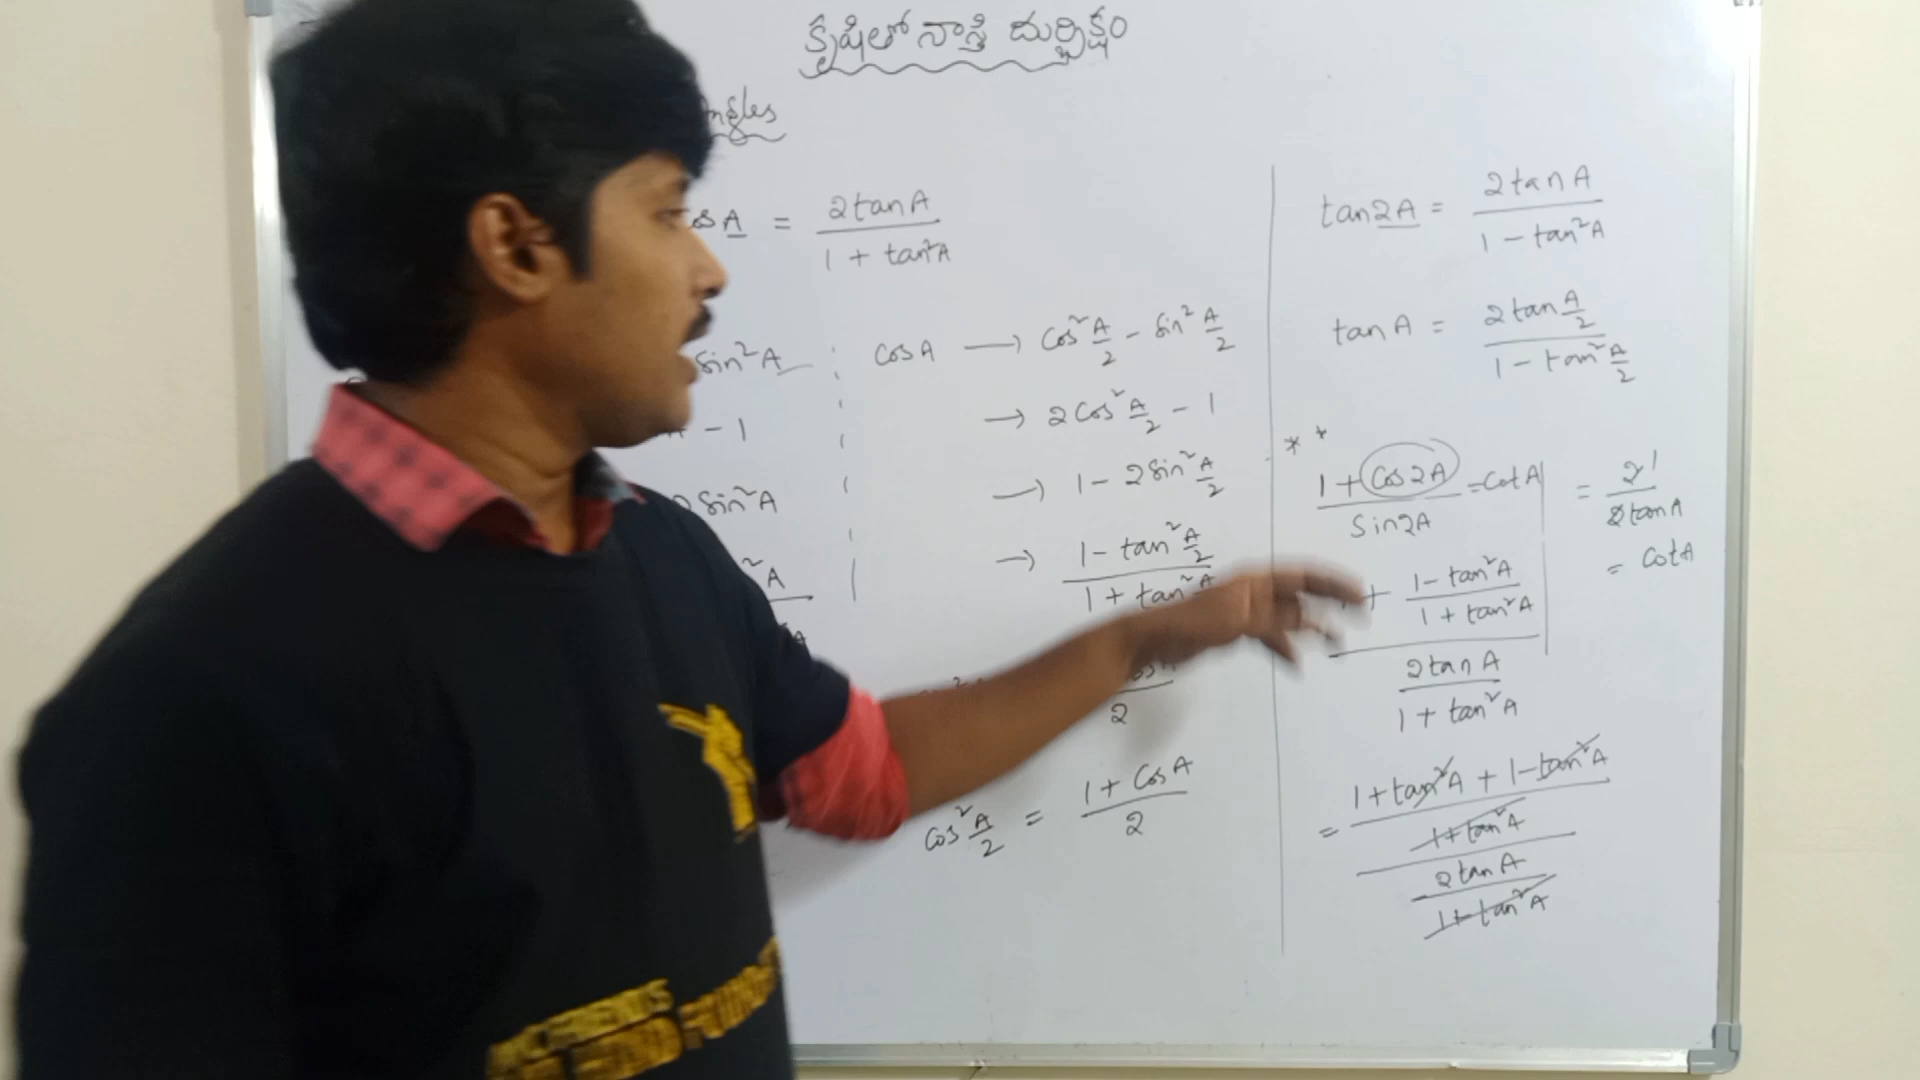 కృషితో నాస్తి దుర్భిక్షం
Angles
A = 2tanA / 1 + tan²A
sin²A
- 1
sin²A
²A
CosA → Cos² A/2 - Sin² A/2
→ 2Cos² A/2 - 1
→ 1 - 2Sin² A/2
→ 1 - tan² A/2 / 1 + tan² A
2
Cos² A/2 = 1 + CosA / 2
tan2A = 2tanA / 1 - tan²A
tanA = 2tan A/2 / 1 - tan² A/2
* *
1 + Cos2A / Sin2A = CotA
+ 1 - tan²A / 1 + tan²A
2tanA / 1 + tan²A
= 1 + tan²A + 1 - tan²A
1 + tan²A
2tanA
1 + tan²A
= 2 1 / 2tanA
= CotA